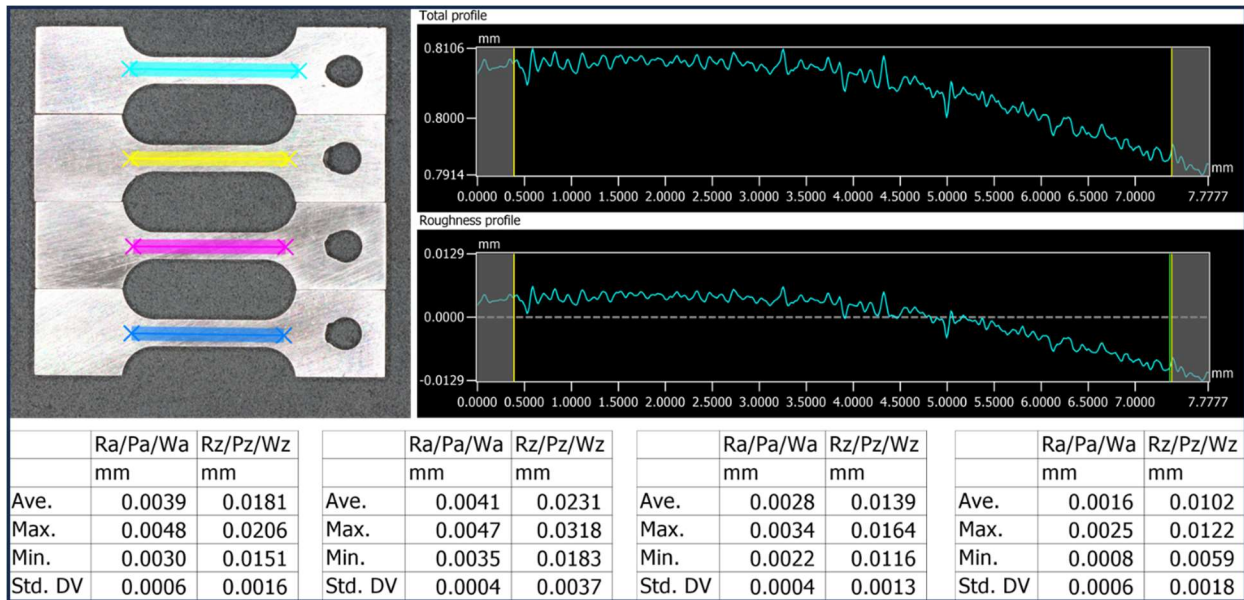 Total profile
mm
0.8106
0.8000
0.7914
mm
0.0000 0.5000 1.0000 1.5000 2.0000 2.5000 3.0000 3.5000 4.0000 4.5000 5.0000 5.5000 6.0000 6.5000 7.0000 7.7777
Roughness profile
mm
0.0129
0.0000
-0.0129
mm
0.0000 0.5000 1.0000 1.5000 2.0000 2.5000 3.0000 3.5000 4.0000 4.5000 5.0000 5.5000 6.0000 6.5000 7.0000 7.7777
Ra/Pa/Wa Rz/Pz/Wz
mm mm
Ave. 0.0039 0.0181
Max. 0.0048 0.0206
Min. 0.0030 0.0151
Std. DV 0.0006 0.0016
Ra/Pa/Wa Rz/Pz/Wz
mm mm
Ave. 0.0041 0.0231
Max. 0.0047 0.0318
Min. 0.0035 0.0183
Std. DV 0.0004 0.0037
Ra/Pa/Wa Rz/Pz/Wz
mm mm
Ave. 0.0028 0.0139
Max. 0.0034 0.0164
Min. 0.0022 0.0116
Std. DV 0.0004 0.0013
Ra/Pa/Wa Rz/Pz/Wz
mm mm
Ave. 0.0016 0.0102
Max. 0.0025 0.0122
Min. 0.0008 0.0059
Std. DV 0.0006 0.0018